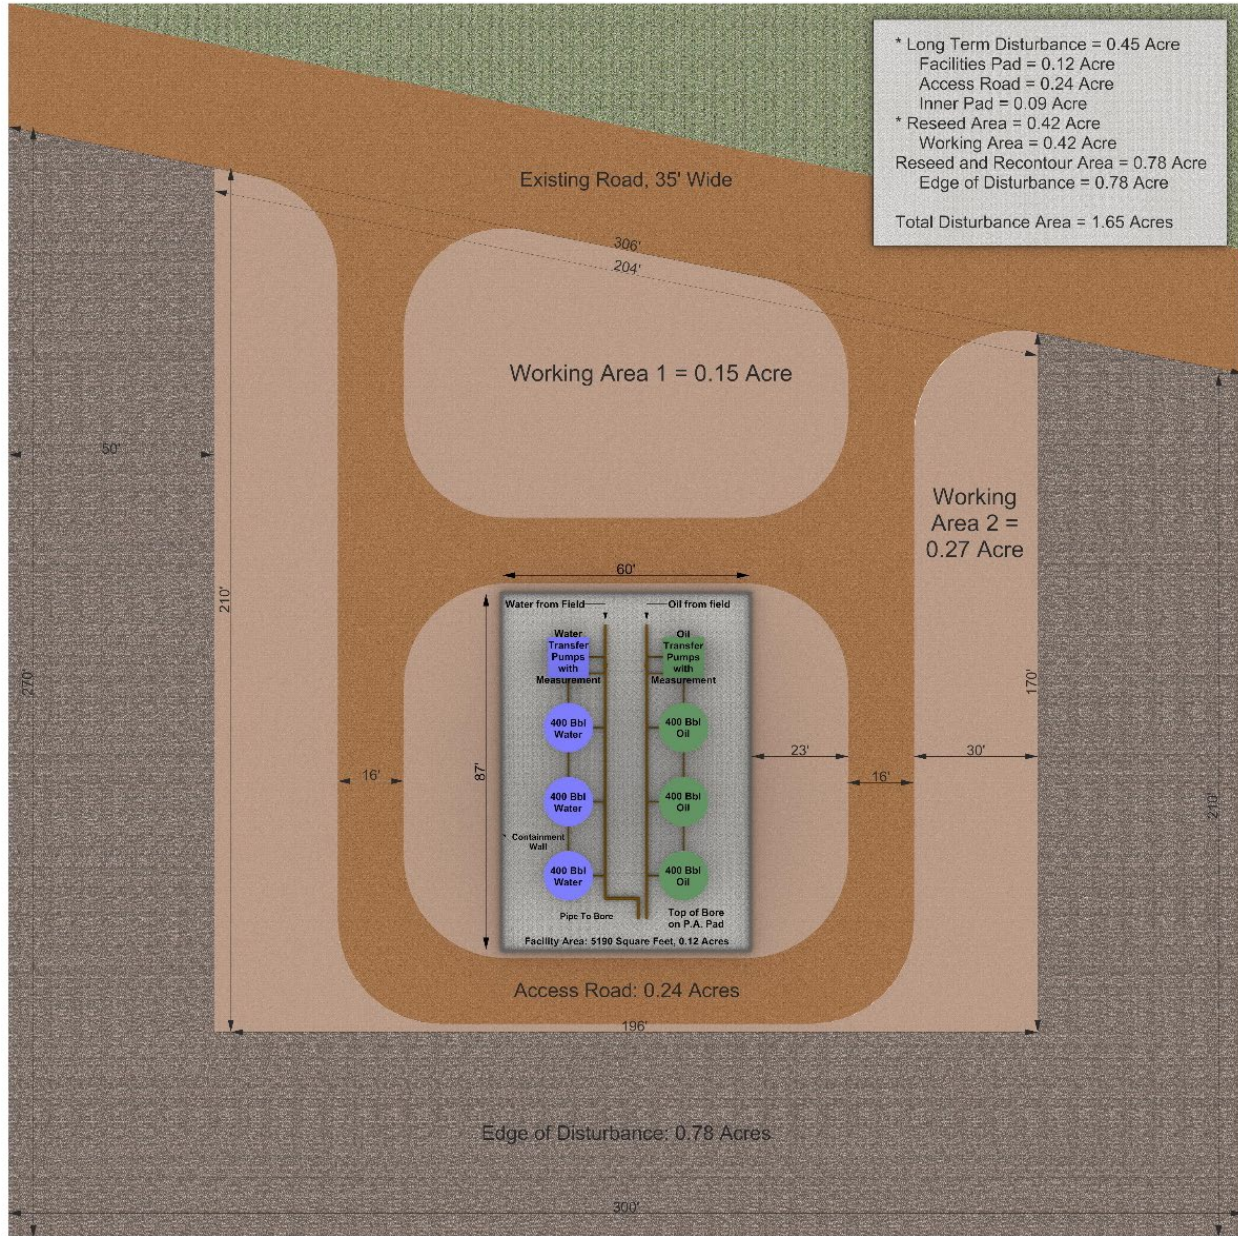 * Long Term Disturbance = 0.45 Acre
Facilities Pad = 0.12 Acre
Access Road = 0.24 Acre
Inner Pad = 0.09 Acre
* Reseed Area = 0.42 Acre
Working Area = 0.42 Acre
Reseed and Recontour Area = 0.78 Acre
Edge of Disturbance = 0.78 Acre
Total Disturbance Area = 1.65 Acres
Existing Road, 35' Wide
306'
204'
Working Area 1 = 0.15 Acre
50'
Working
Area 2 =
0.27 Acre
60'
210'
270'
Water from Field
Oil from field
Water
Transfer
Pumps
with
Measurement
Oil
Transfer
Pumps
with
Measurement
170'
400 Bbl
Water
400 Bbl
Oil
23'
30'
16'
87'
16'
400 Bbl
Water
400 Bbl
Oil
210'
* Containment
Wall
400 Bbl
Water
400 Bbl
Oil
Pipe To Bore
Top of Bore
on P.A. Pad
Facility Area: 5190 Square Feet, 0.12 Acres
Access Road: 0.24 Acres
196'
Edge of Disturbance: 0.78 Acres
300'